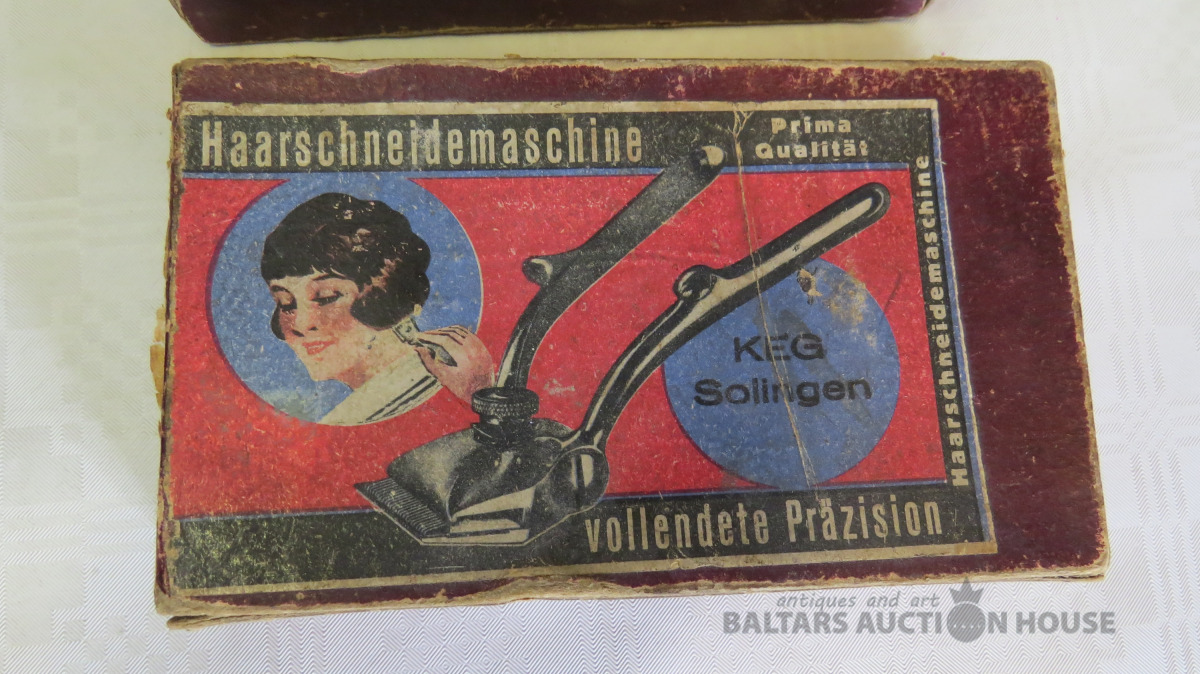 Haarschneidemaschine
Prima
Qualität
Haarschneidemaschine
KEG
Solingen
vollendete Präzision
antiques and art
BALTARS AUCTION HOUSE